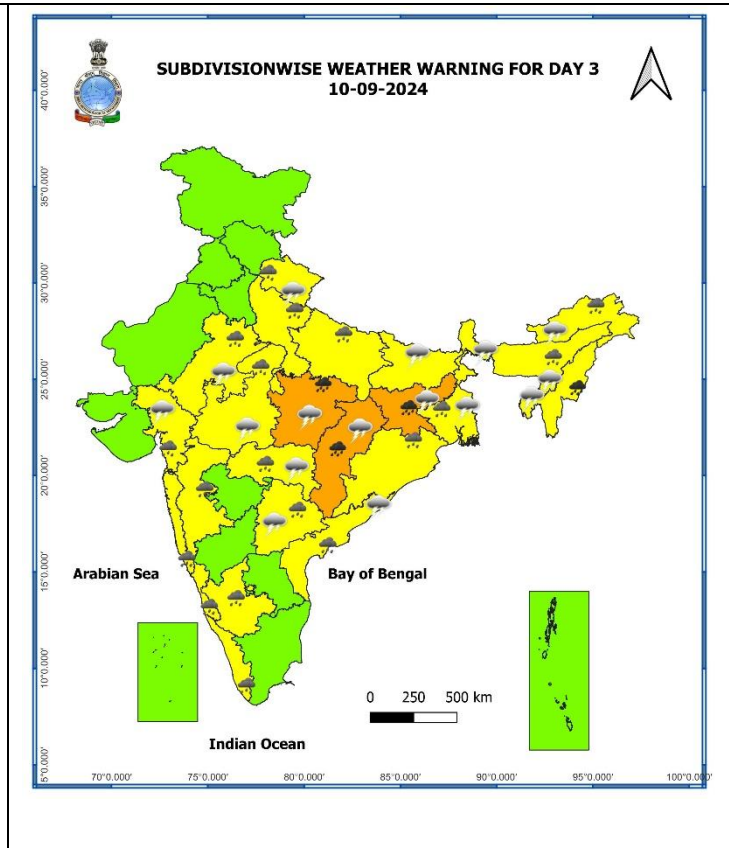 SUBDIVISIONWISE WEATHER WARNING FOR DAY 3
10-09-2024
40°0.000'
35°0.000'
30°0.000'
25°0.000'
20°0.000'
15°0.000'
10°0.000'
5°0.000'
Arabian Sea
Bay of Bengal
0 250 500 km
Indian Ocean
70°0.000' 75°0.000' 80°0.000' 85°0.000' 90°0.000' 95°0.000' 100°0.000'